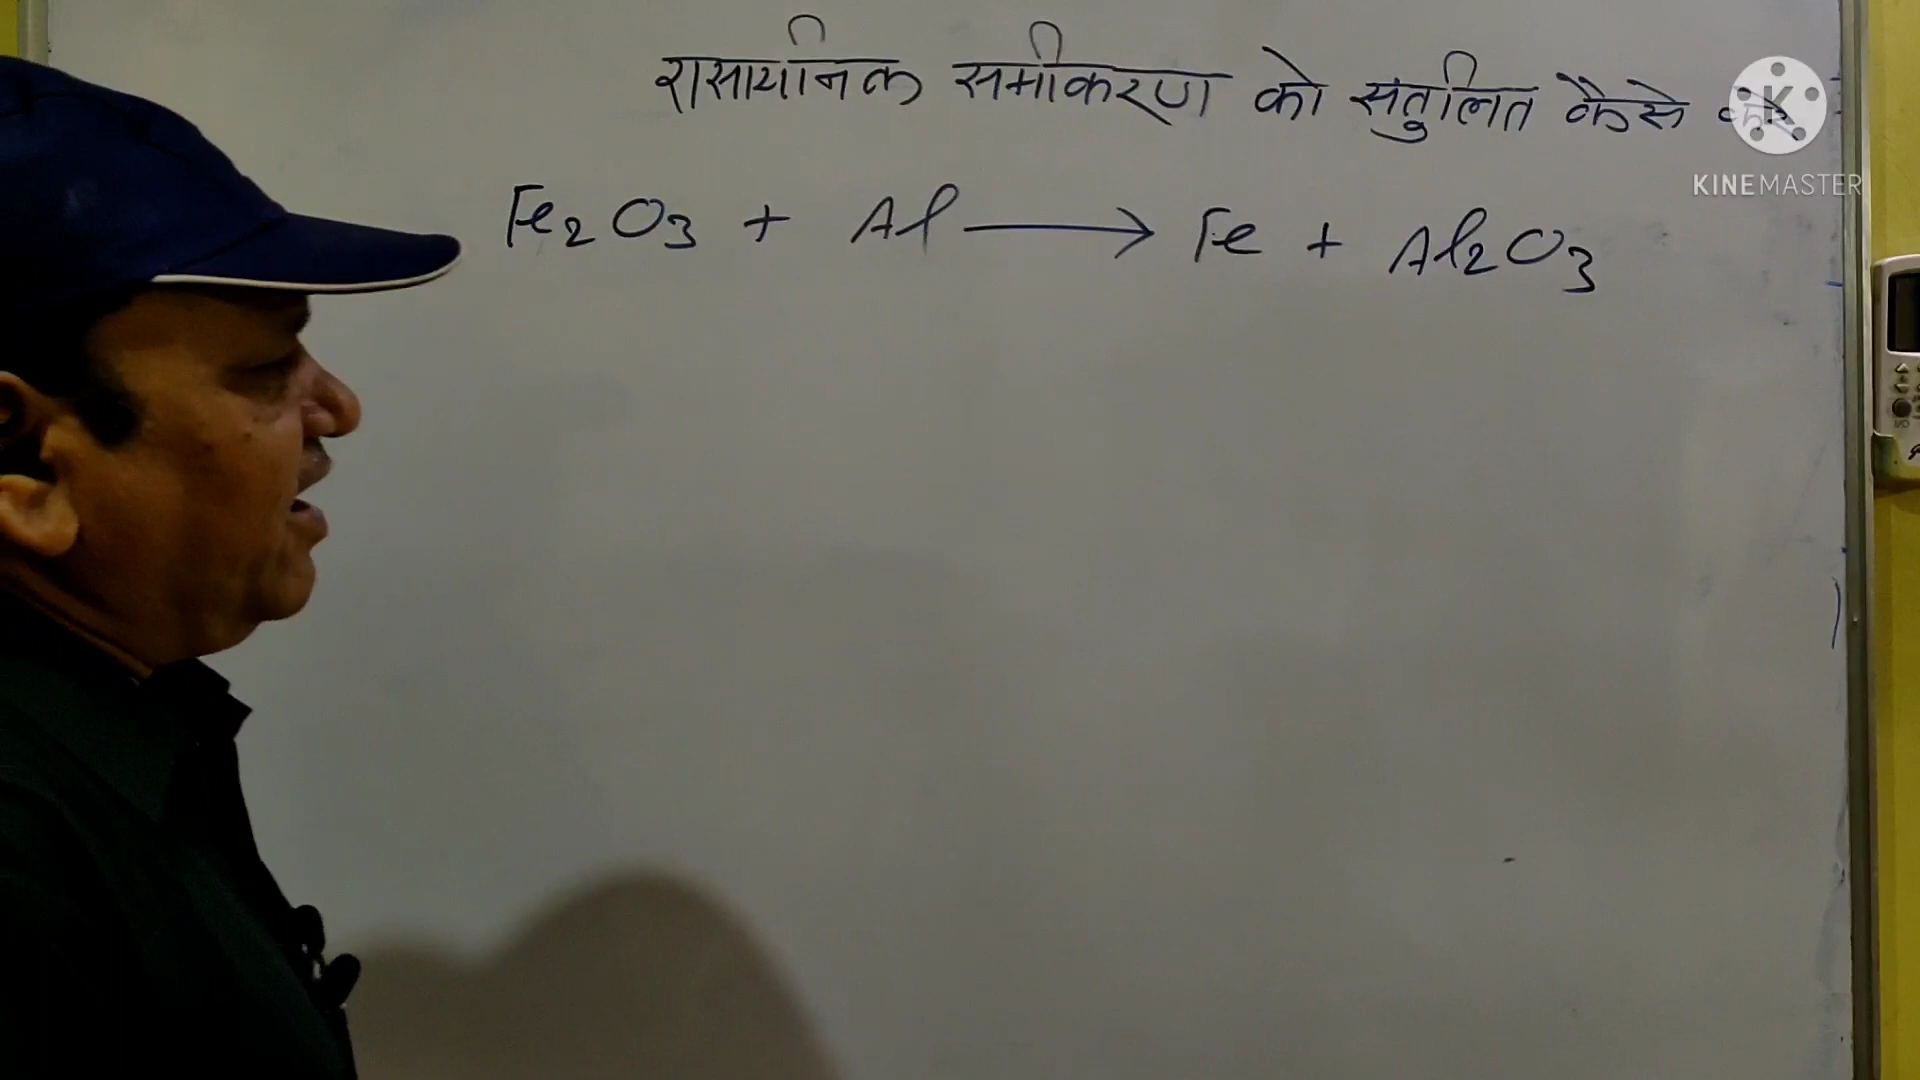 रासायनिक समीकरण को संतुलित कैसे
KINEMASTER
Fe₂O₃ + Al ⟶ Fe + Al₂O₃